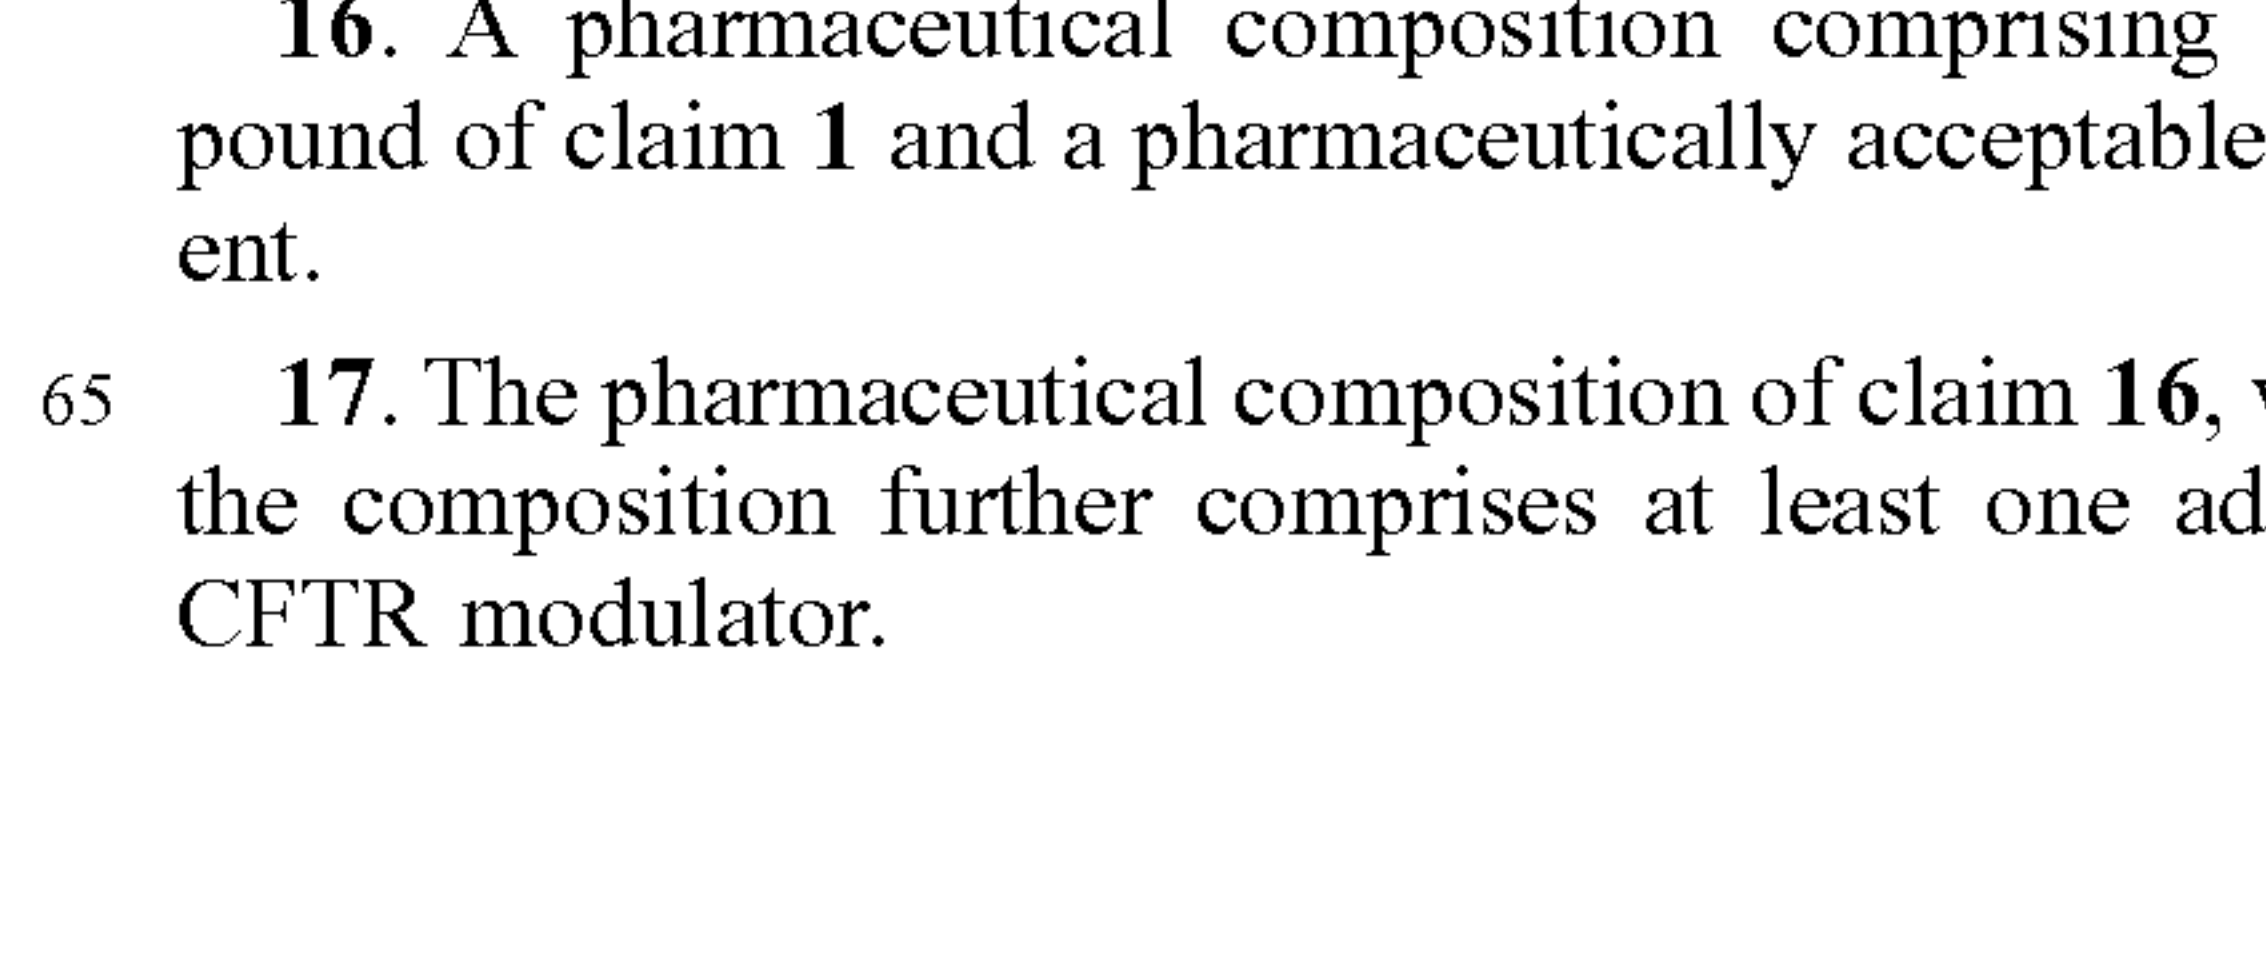 16. A pharmaceutical composition comprising
pound of claim 1 and a pharmaceutically acceptable
ent.
65 17. The pharmaceutical composition of claim 16,
the composition further comprises at least one ad
CFTR modulator.